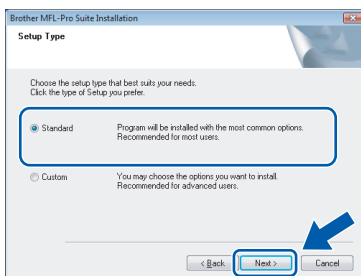 Brother MFL-Pro Suite Installation
Setup Type
Choose the setup type that best suits your needs.
Click the type of Setup you prefer.
Standard
Program will be installed with the most common options.
Recommended for most users.
Custom
You may choose the options you want to install.
Recommended for advanced users.
< Back
Next >
Cancel